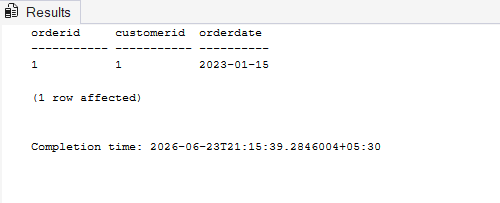 Results
orderid     customerid  orderdate
----------- ----------- ----------
1           1           2023-01-15
(1 row affected)
Completion time: 2026-06-23T21:15:39.2846004+05:30